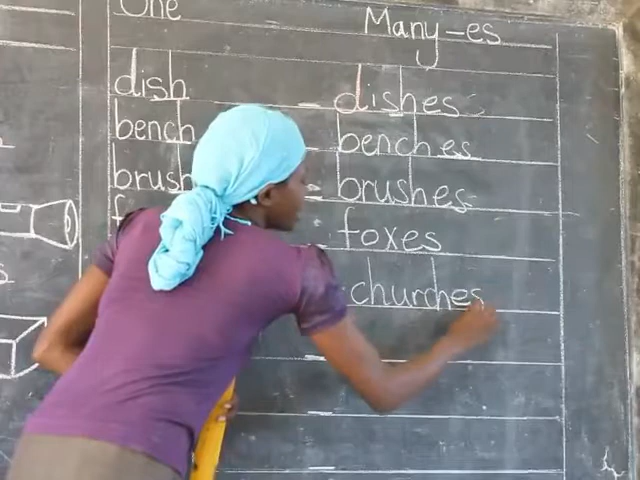 One Many -es
dish dishes
bench benches
brush brushes
f foxes
churches